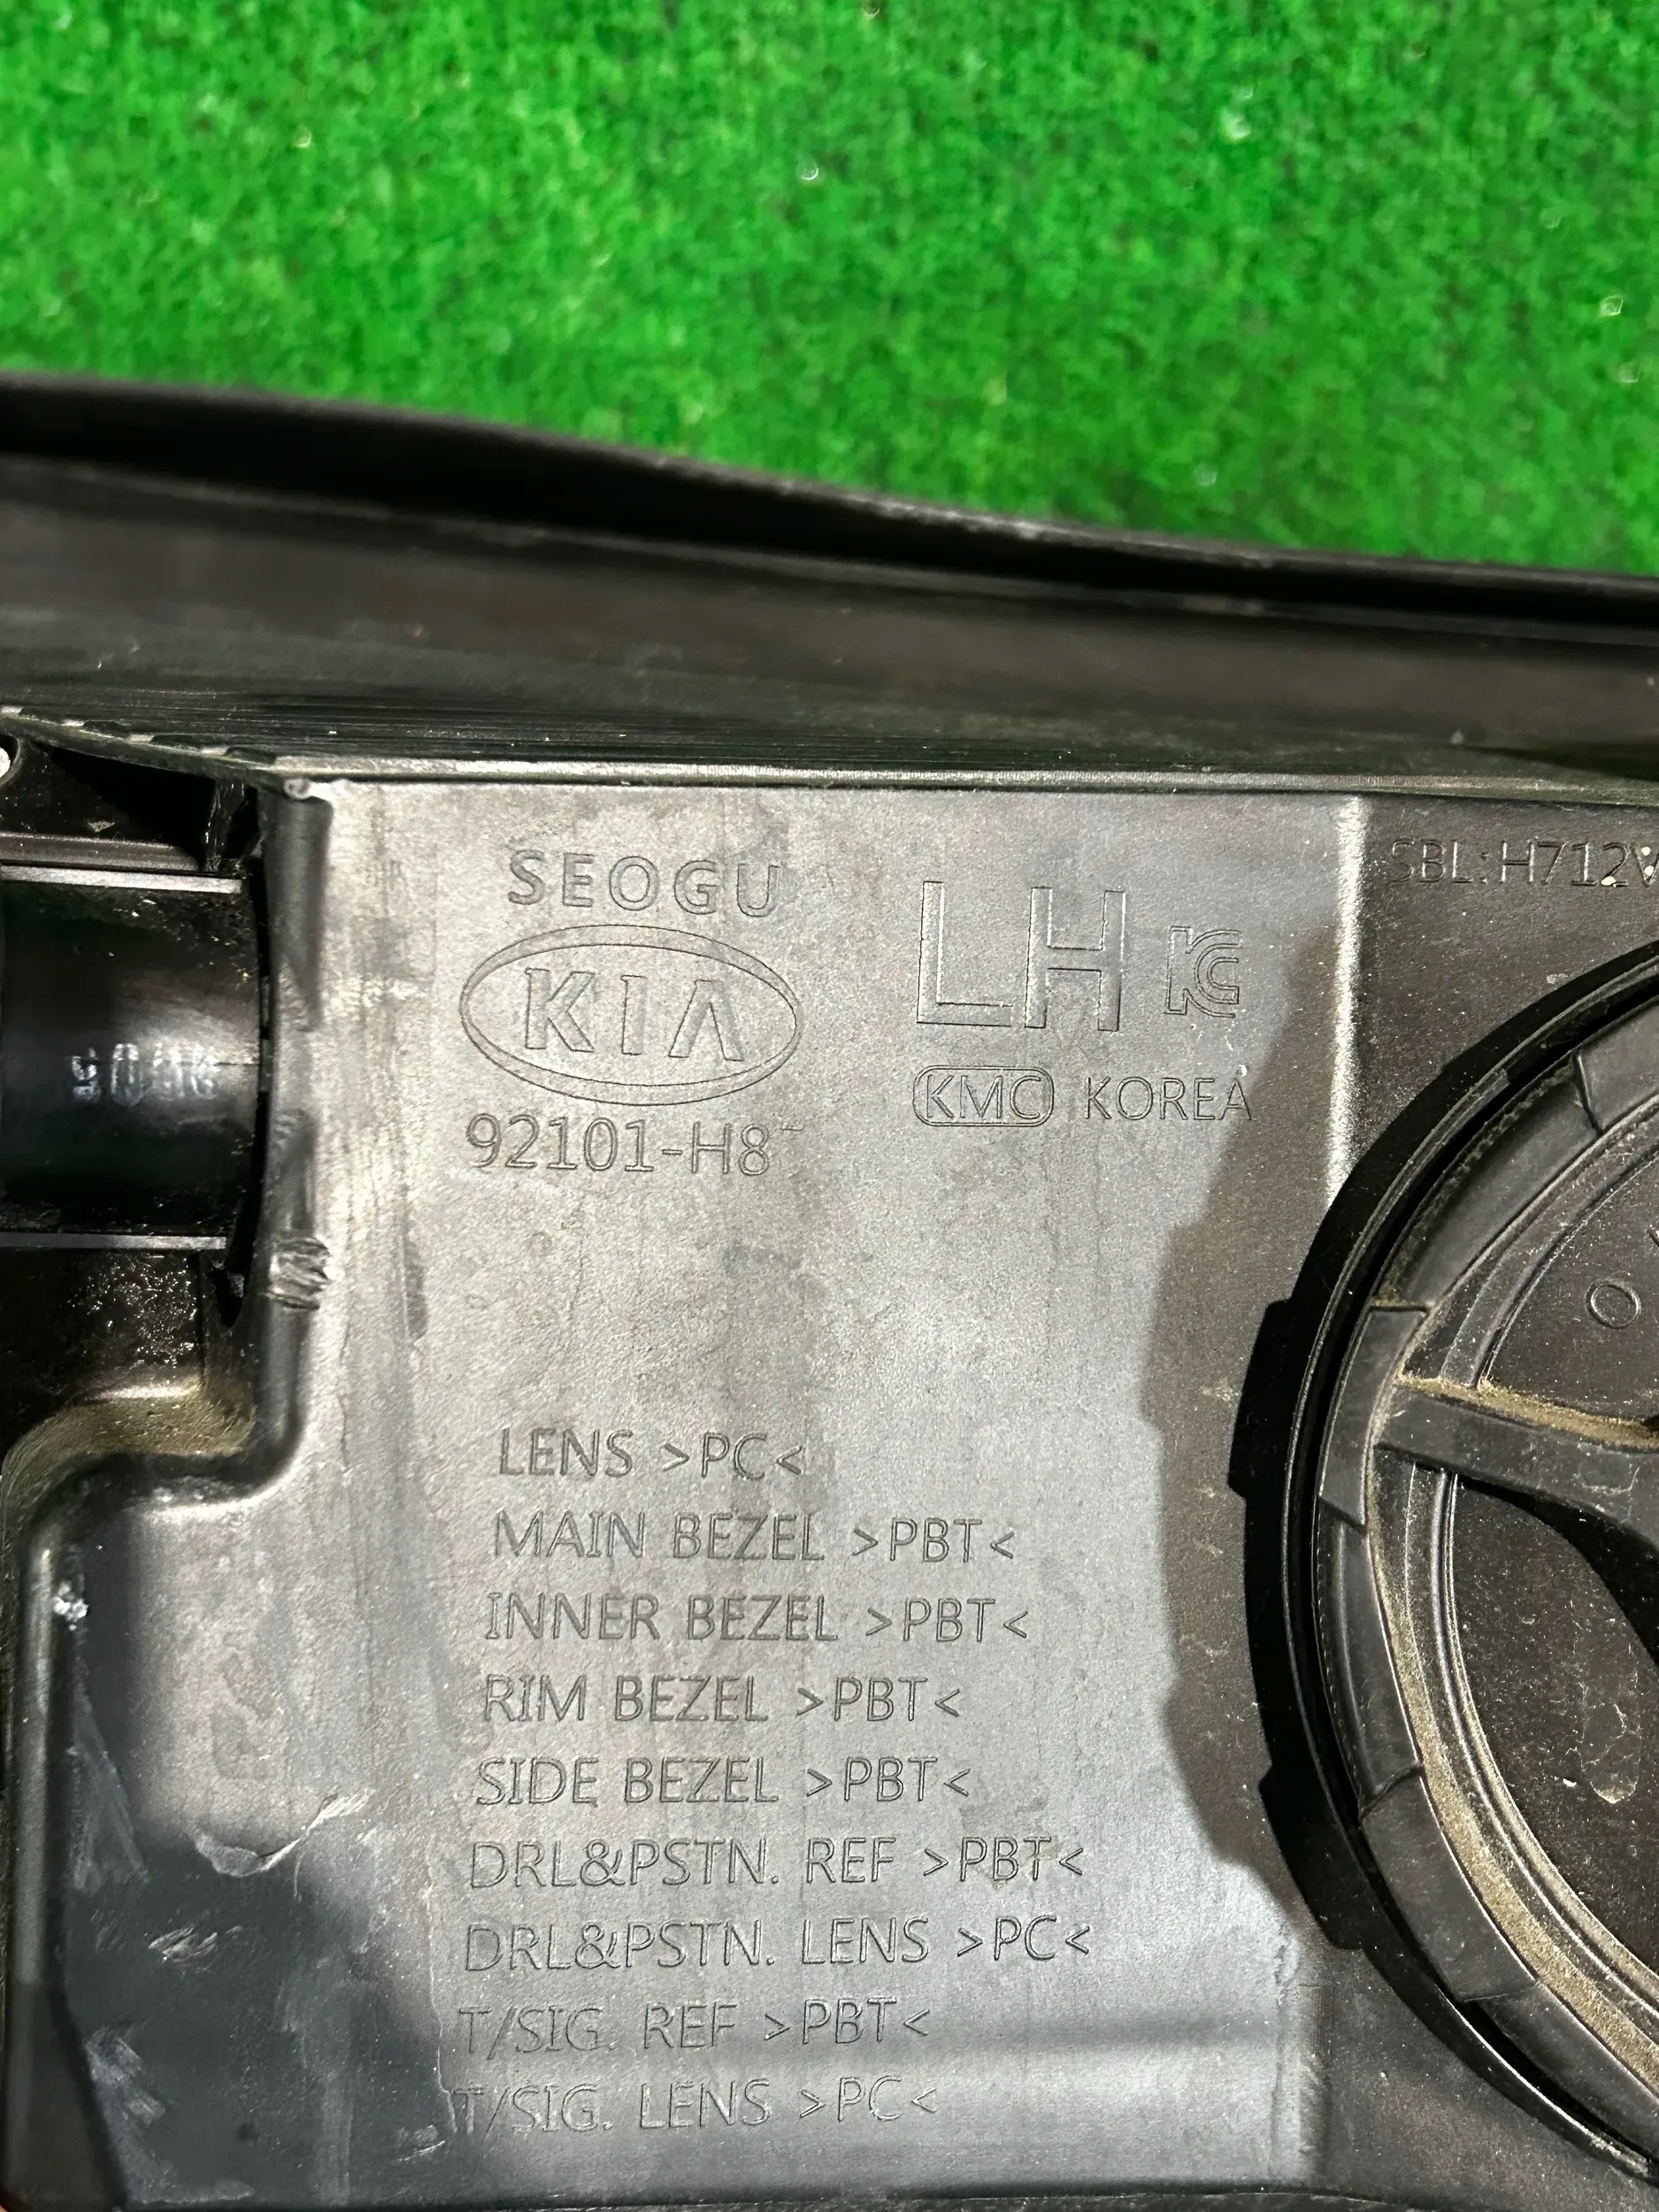 SEOGU
KIA
92101-H8
LH
KC
KMC KOREA
SBL:H712V
LENS >PC<
MAIN BEZEL >PBT<
INNER BEZEL >PBT<
RIM BEZEL >PBT<
SIDE BEZEL >PBT<
DRL&PSTN. REF >PBT<
DRL&PSTN. LENS >PC<
T/SIG. REF >PBT<
T/SIG. LENS >PC<